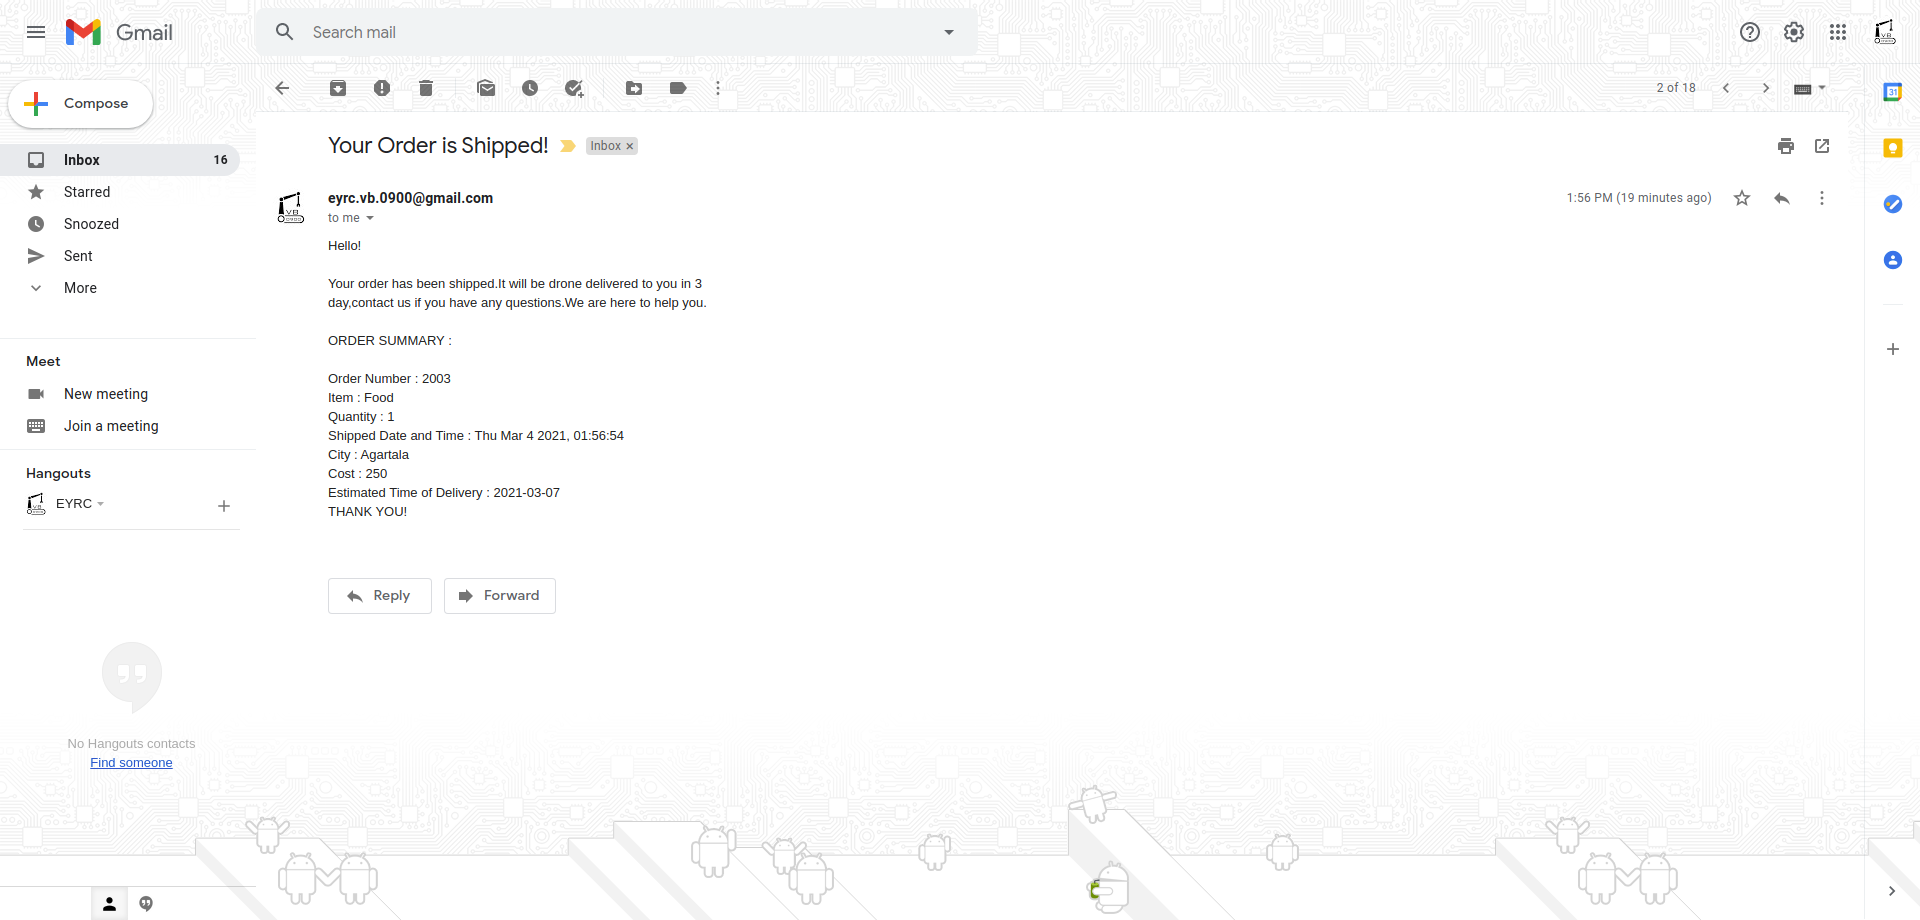 Gmail
Search mail
Compose
2 of 18
31
Inbox 16
Starred
Snoozed
Sent
More
Meet
New meeting
Join a meeting
Hangouts
EYRC
No Hangouts contacts
Find someone
Your Order is Shipped!
Inbox ×
VB
0900
eyrc.vb.0900@gmail.com
1:56 PM (19 minutes ago)
to me
Hello!
Your order has been shipped.It will be drone delivered to you in 3
day,contact us if you have any questions.We are here to help you.
ORDER SUMMARY :
Order Number : 2003
Item : Food
Quantity : 1
Shipped Date and Time : Thu Mar 4 2021, 01:56:54
City : Agartala
Cost : 250
Estimated Time of Delivery : 2021-03-07
THANK YOU!
Reply
Forward